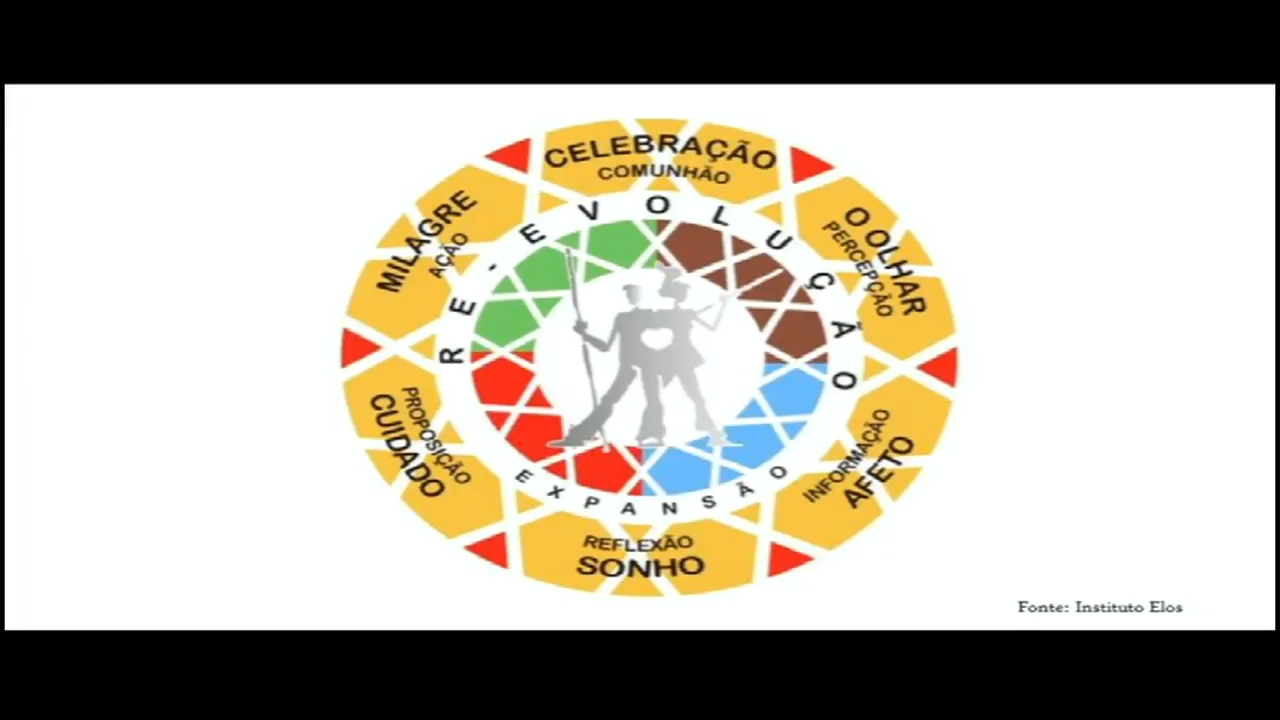 CELEBRAÇÃO
COMUNHÃO
O OLHAR
PERCEPÇÃO
INFORMAÇÃO
AFETO
REFLEXÃO
SONHO
PROPOSIÇÃO
CUIDADO
MILAGRE
AÇÃO
RE-EVOLUÇÃO
EXPANSÃO
Fonte: Instituto Elos